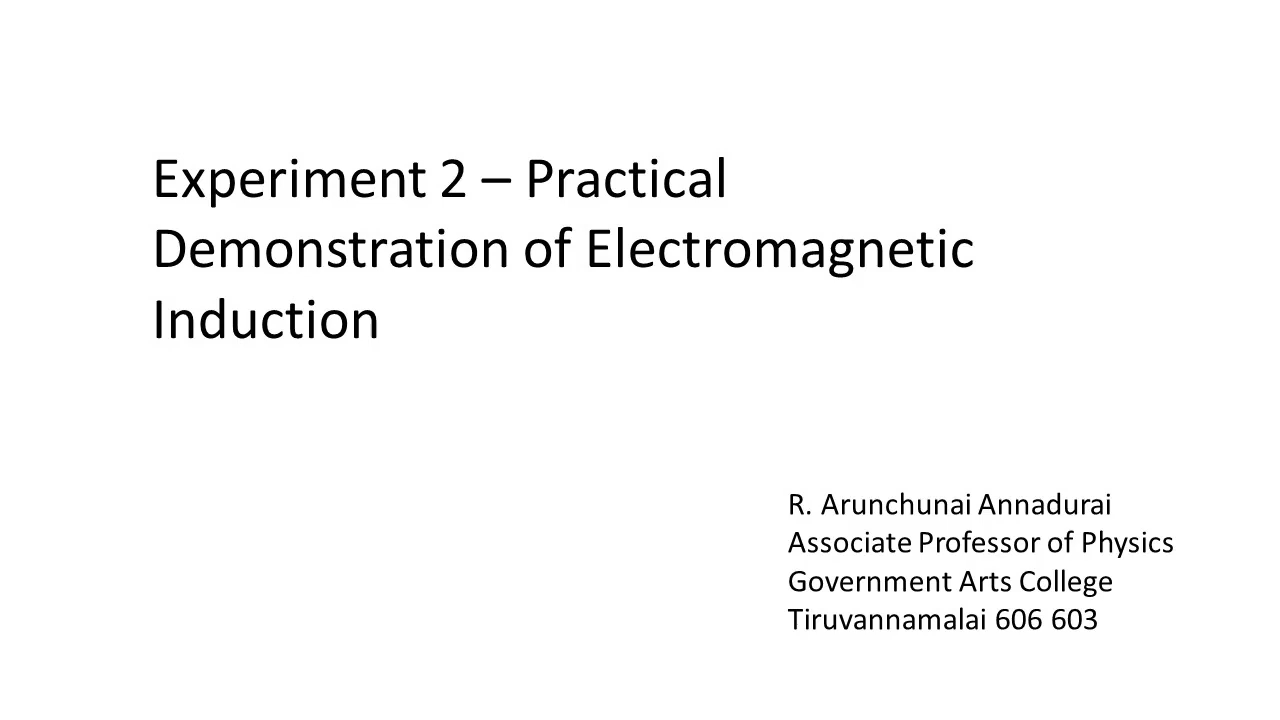 Experiment 2 – Practical
Demonstration of Electromagnetic
Induction
R. Arunchunai Annadurai
Associate Professor of Physics
Government Arts College
Tiruvannamalai 606 603